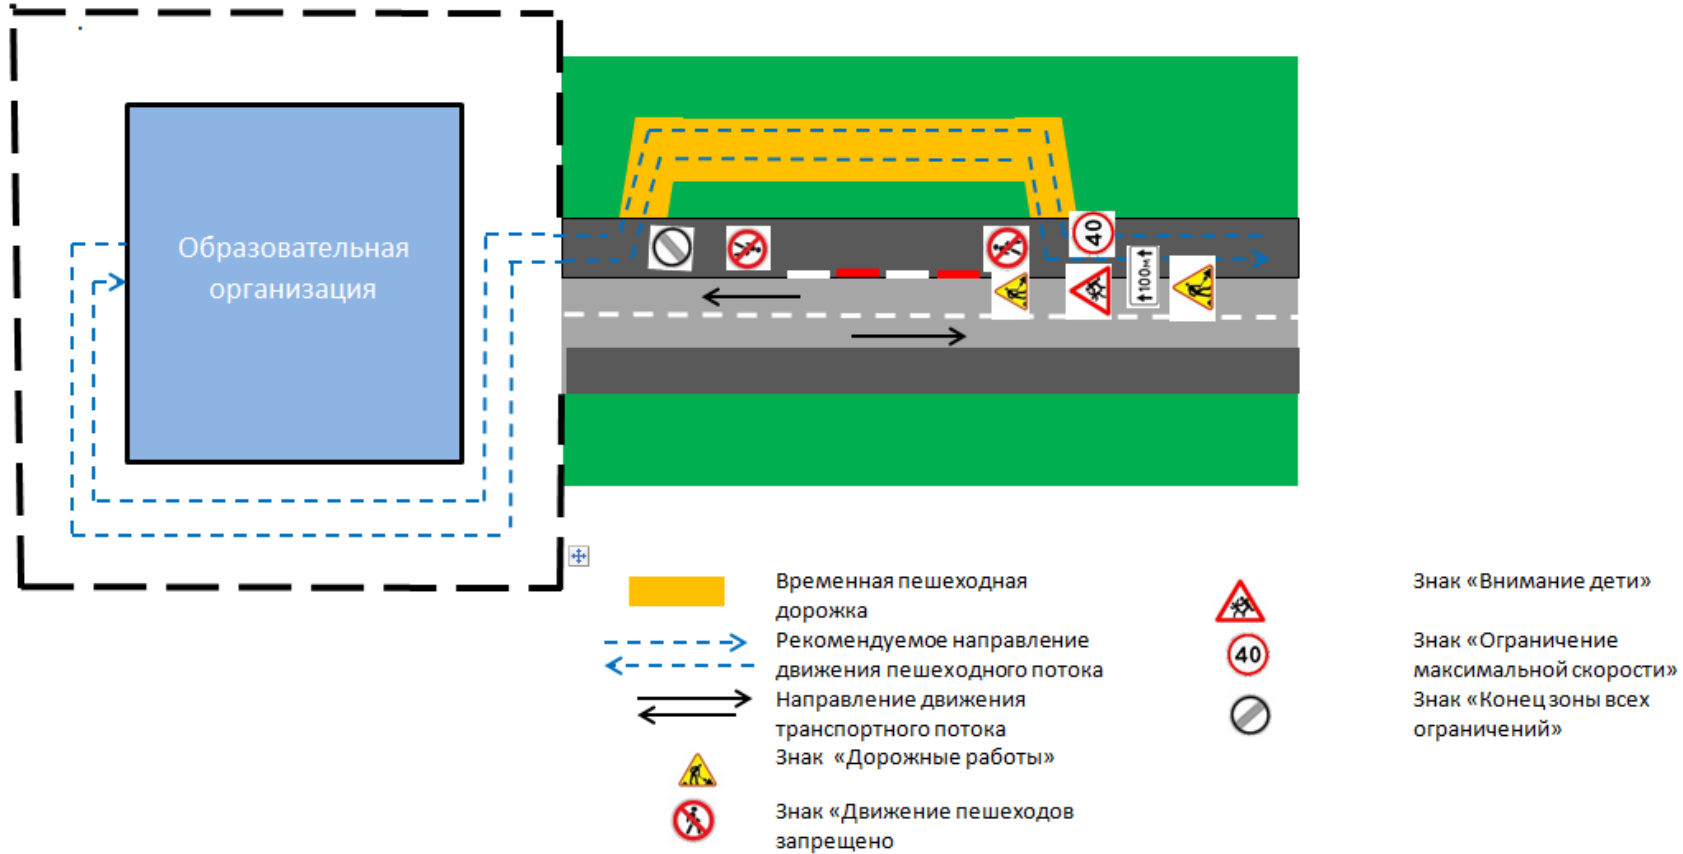 Образовательная
организация
40
100м
Временная пешеходная
дорожка
Рекомендуемое направление
движения пешеходного потока
Направление движения
транспортного потока
Знак «Дорожные работы»
Знак «Движение пешеходов
запрещено
Знак «Внимание дети»
40
Знак «Ограничение
максимальной скорости»
Знак «Конец зоны всех
ограничений»